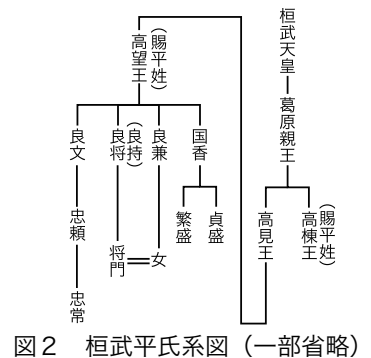 桓武天皇
葛原親王
高棟王
（賜平姓）
高見王
高望王
（賜平姓）
国香
良兼
良将
（良持）
良文
貞盛
繁盛
女
将門
忠頼
忠常
図２　桓武平氏系図（一部省略）